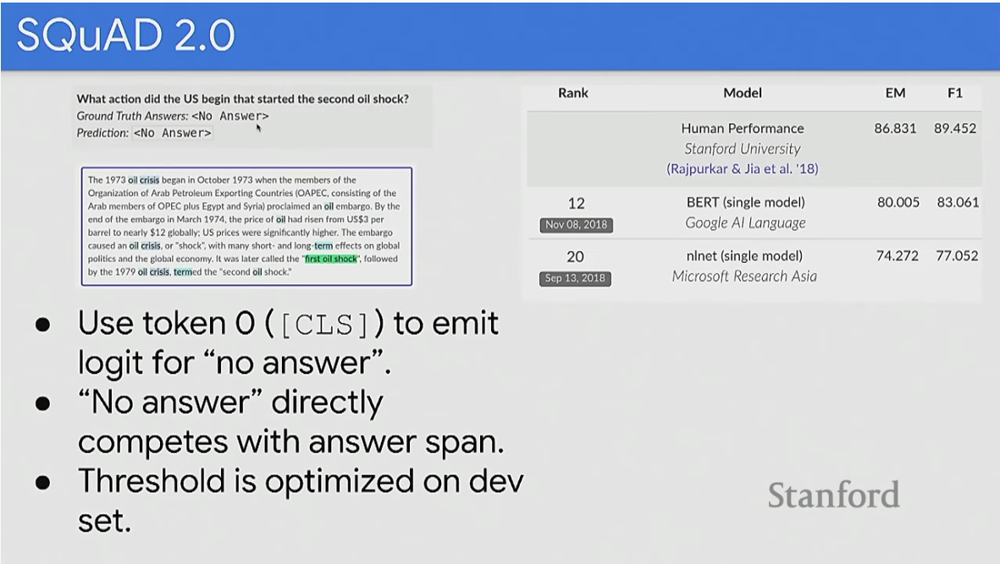 SQuAD 2.0
What action did the US begin that started the second oil shock?
Ground Truth Answers: <No Answer>
Prediction: <No Answer>
The 1973 oil crisis began in October 1973 when the members of the
Organization of Arab Petroleum Exporting Countries (OAPEC, consisting of the
Arab members of OPEC plus Egypt and Syria) proclaimed an oil embargo. By the
end of the embargo in March 1974, the price of oil had risen from US$3 per
barrel to nearly $12 globally; US prices were significantly higher. The embargo
caused an oil crisis, or "shock", with many short- and long-term effects on global
politics and the global economy. It was later called the "first oil shock", followed
by the 1979 oil crisis, termed the "second oil shock."
Rank Model EM F1
Human Performance 86.831 89.452
Stanford University
(Rajpurkar & Jia et al. '18)
12 BERT (single model) 80.005 83.061
Nov 08, 2018 Google AI Language
20 nlnet (single model) 74.272 77.052
Sep 13, 2018 Microsoft Research Asia
● Use token 0 ([CLS]) to emit
logit for “no answer”.
● “No answer” directly
competes with answer span.
● Threshold is optimized on dev
set.
Stanford